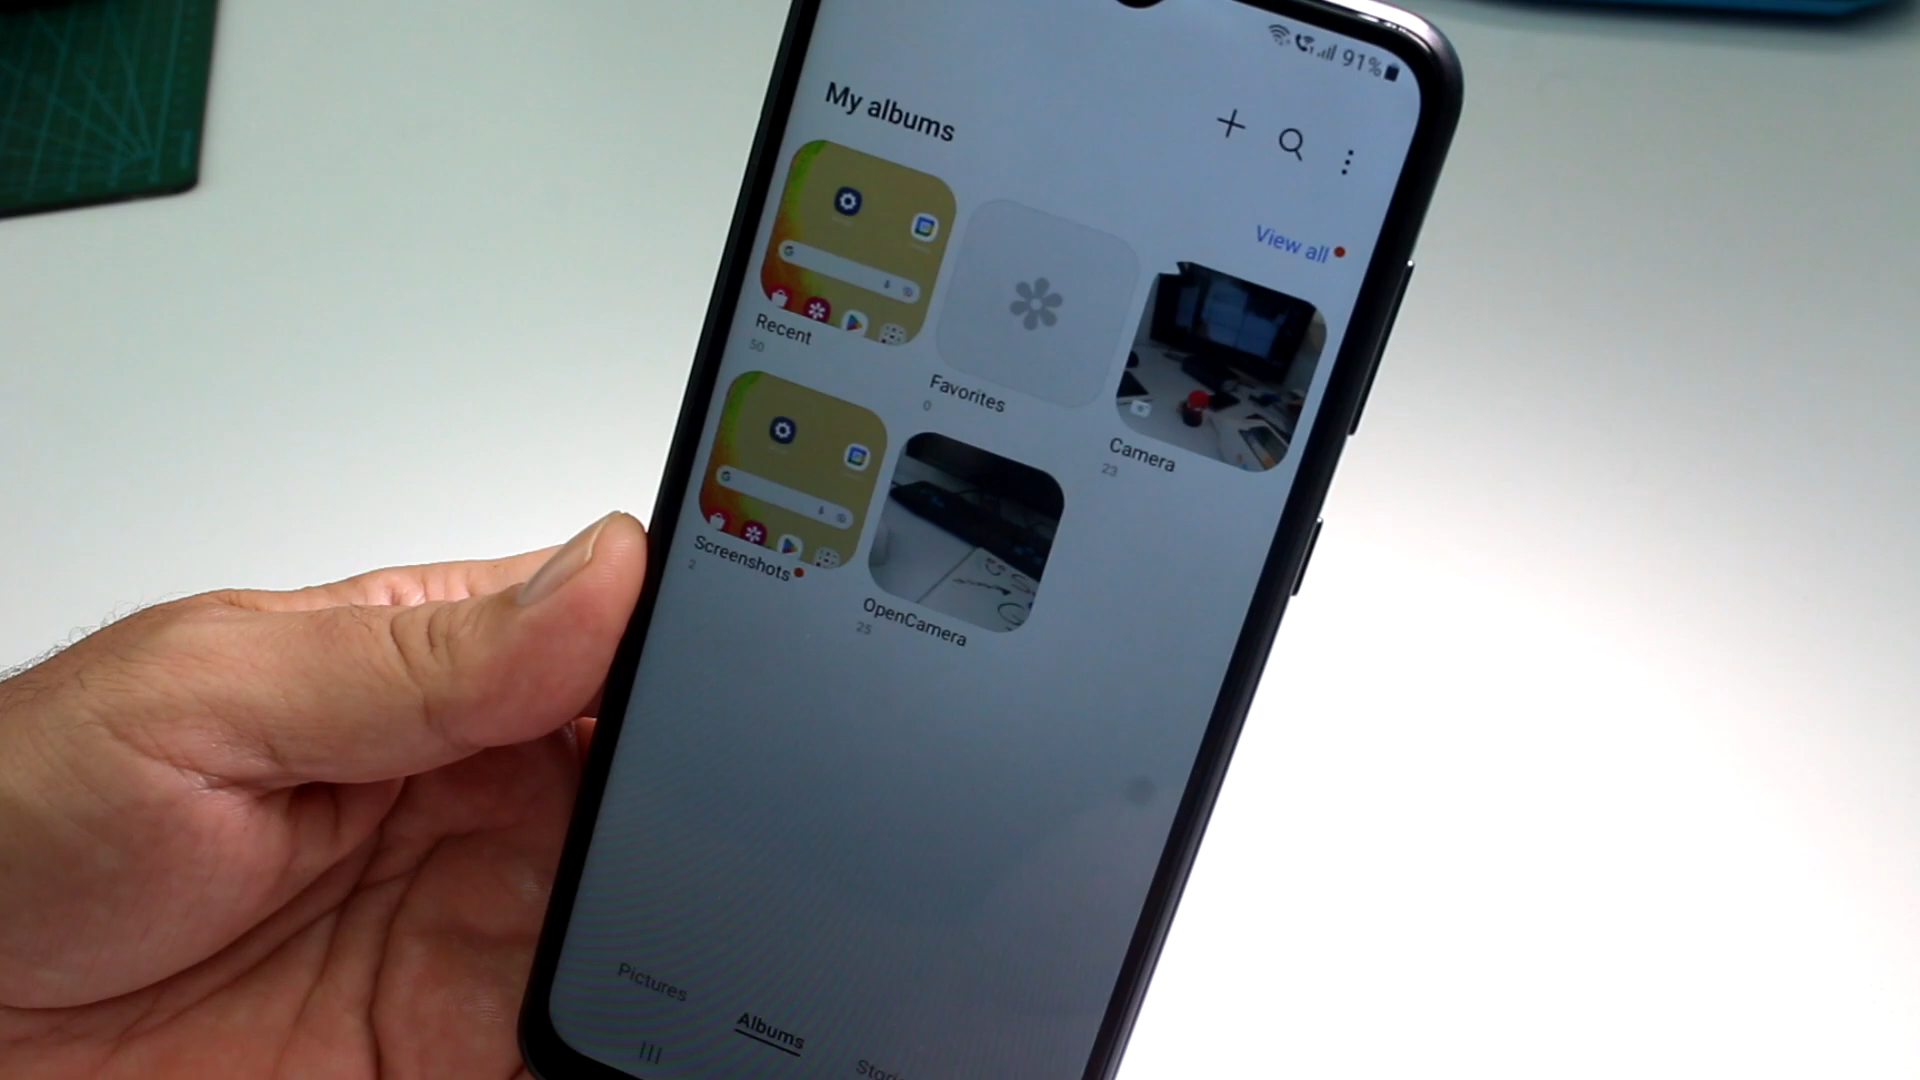 91%
My albums
View all
Recent
50
Favorites
0
Camera
23
Screenshots
2
OpenCamera
25
Pictures
Albums